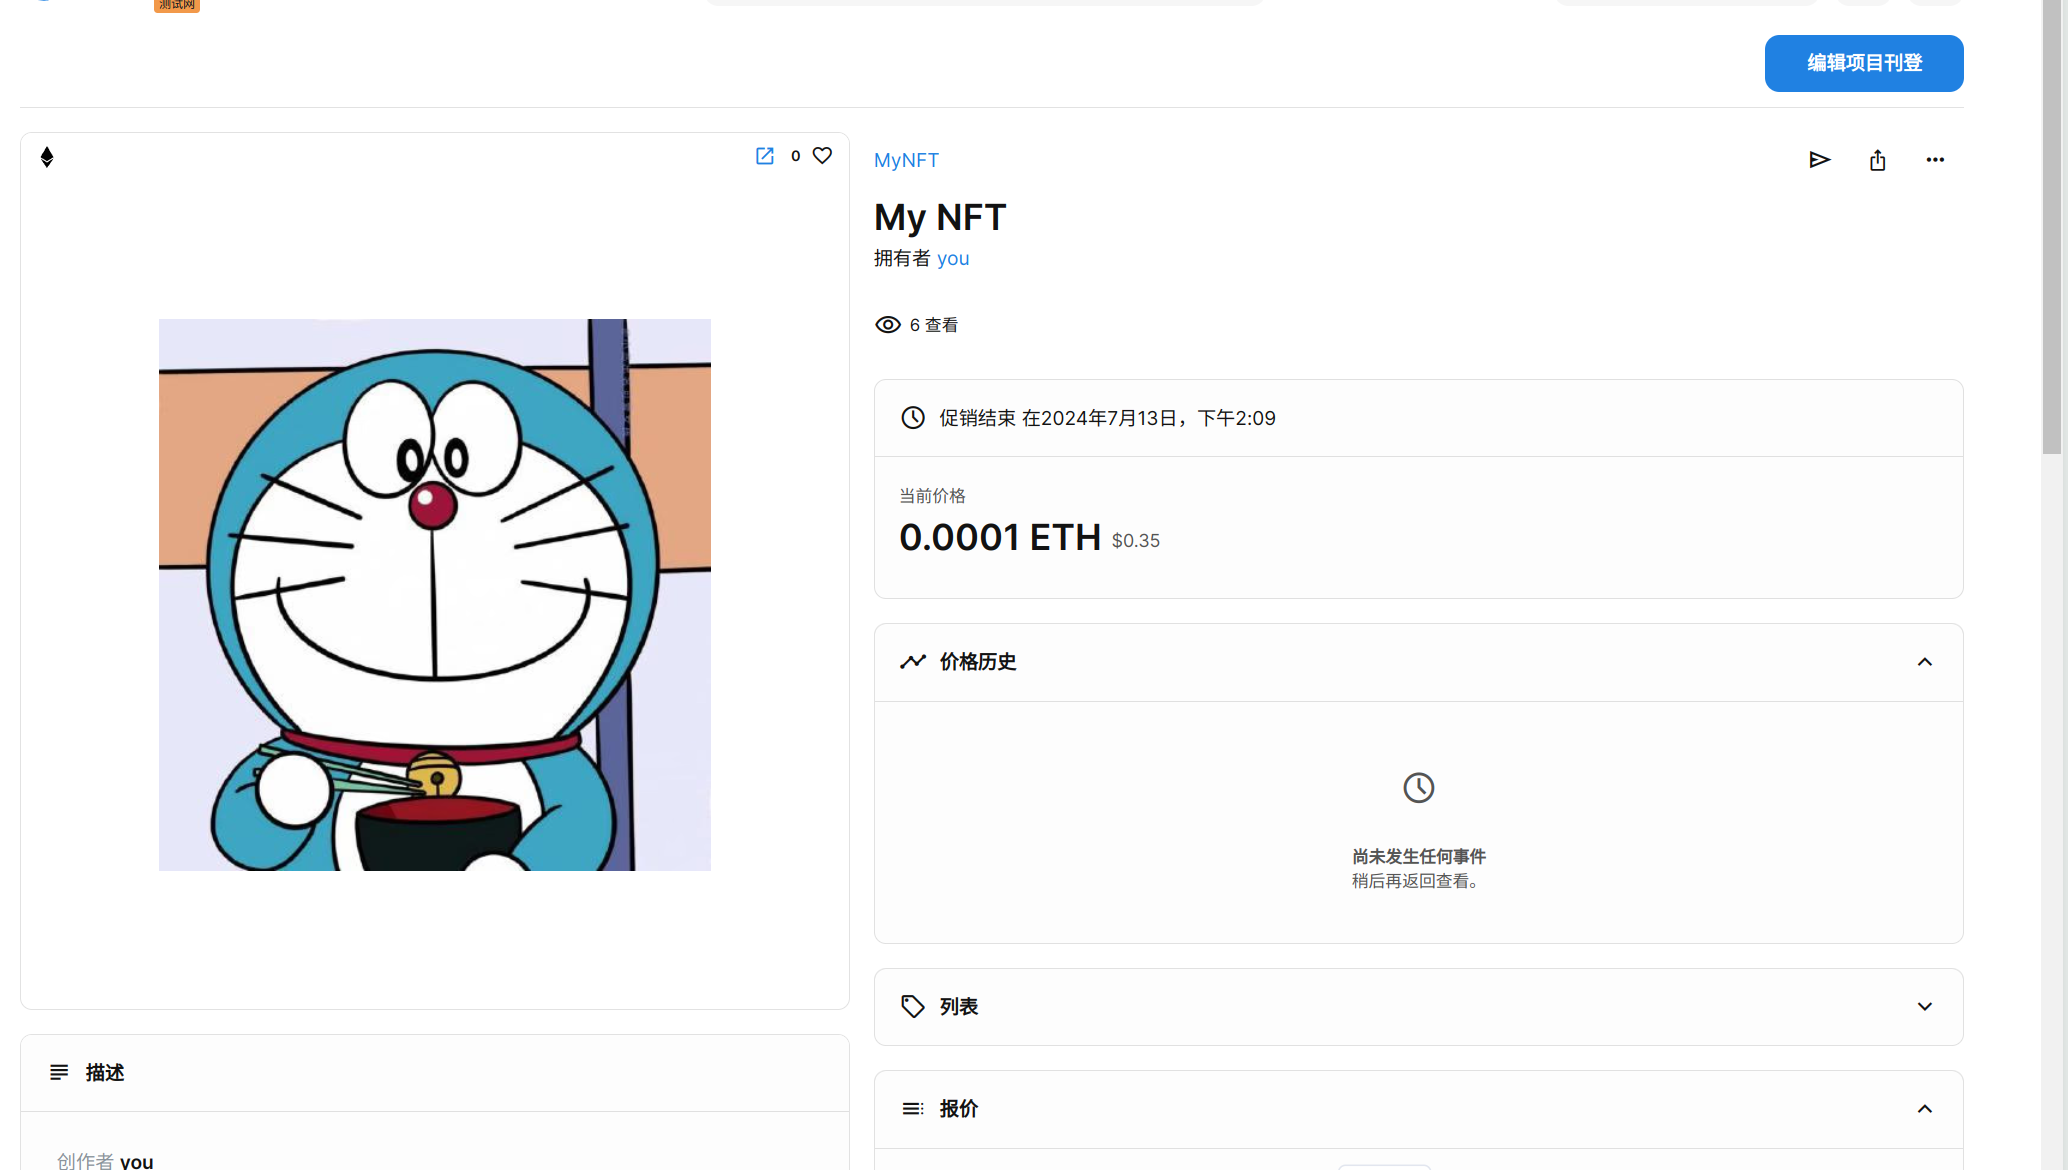 测试网
编辑项目刊登
0
MyNFT
My NFT
拥有者 you
6 查看
促销结束 在2024年7月13日，下午2:09
当前价格
0.0001 ETH $0.35
价格历史
尚未发生任何事件
稍后再返回查看。
列表
报价
描述
创作者 you